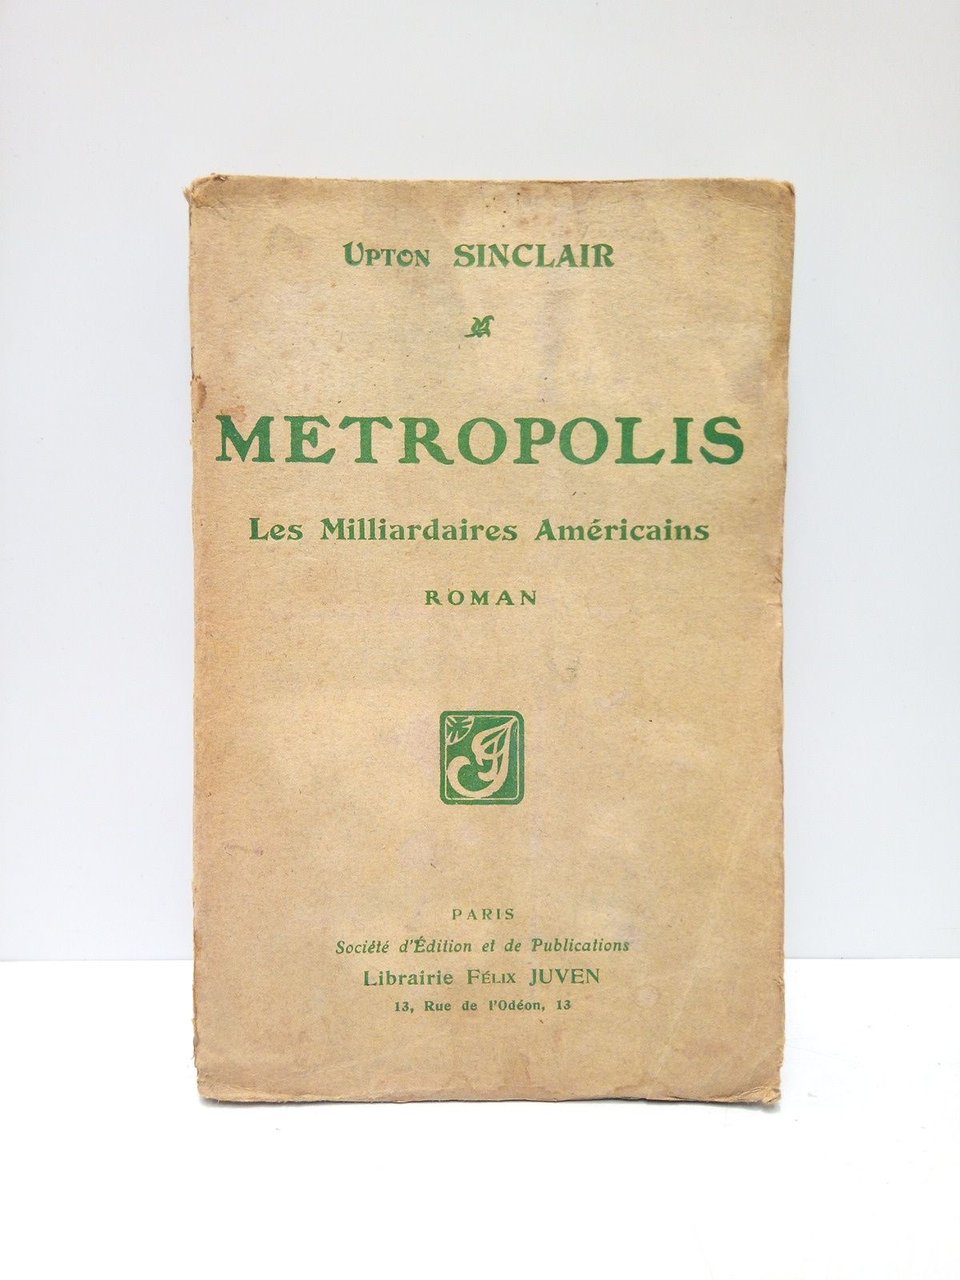 Upton SINCLAIR
METROPOLIS
Les Milliardaires Américains
ROMAN
PARIS
Société d'Édition et de Publications
Librairie Félix JUVEN
13, Rue de l'Odéon, 13